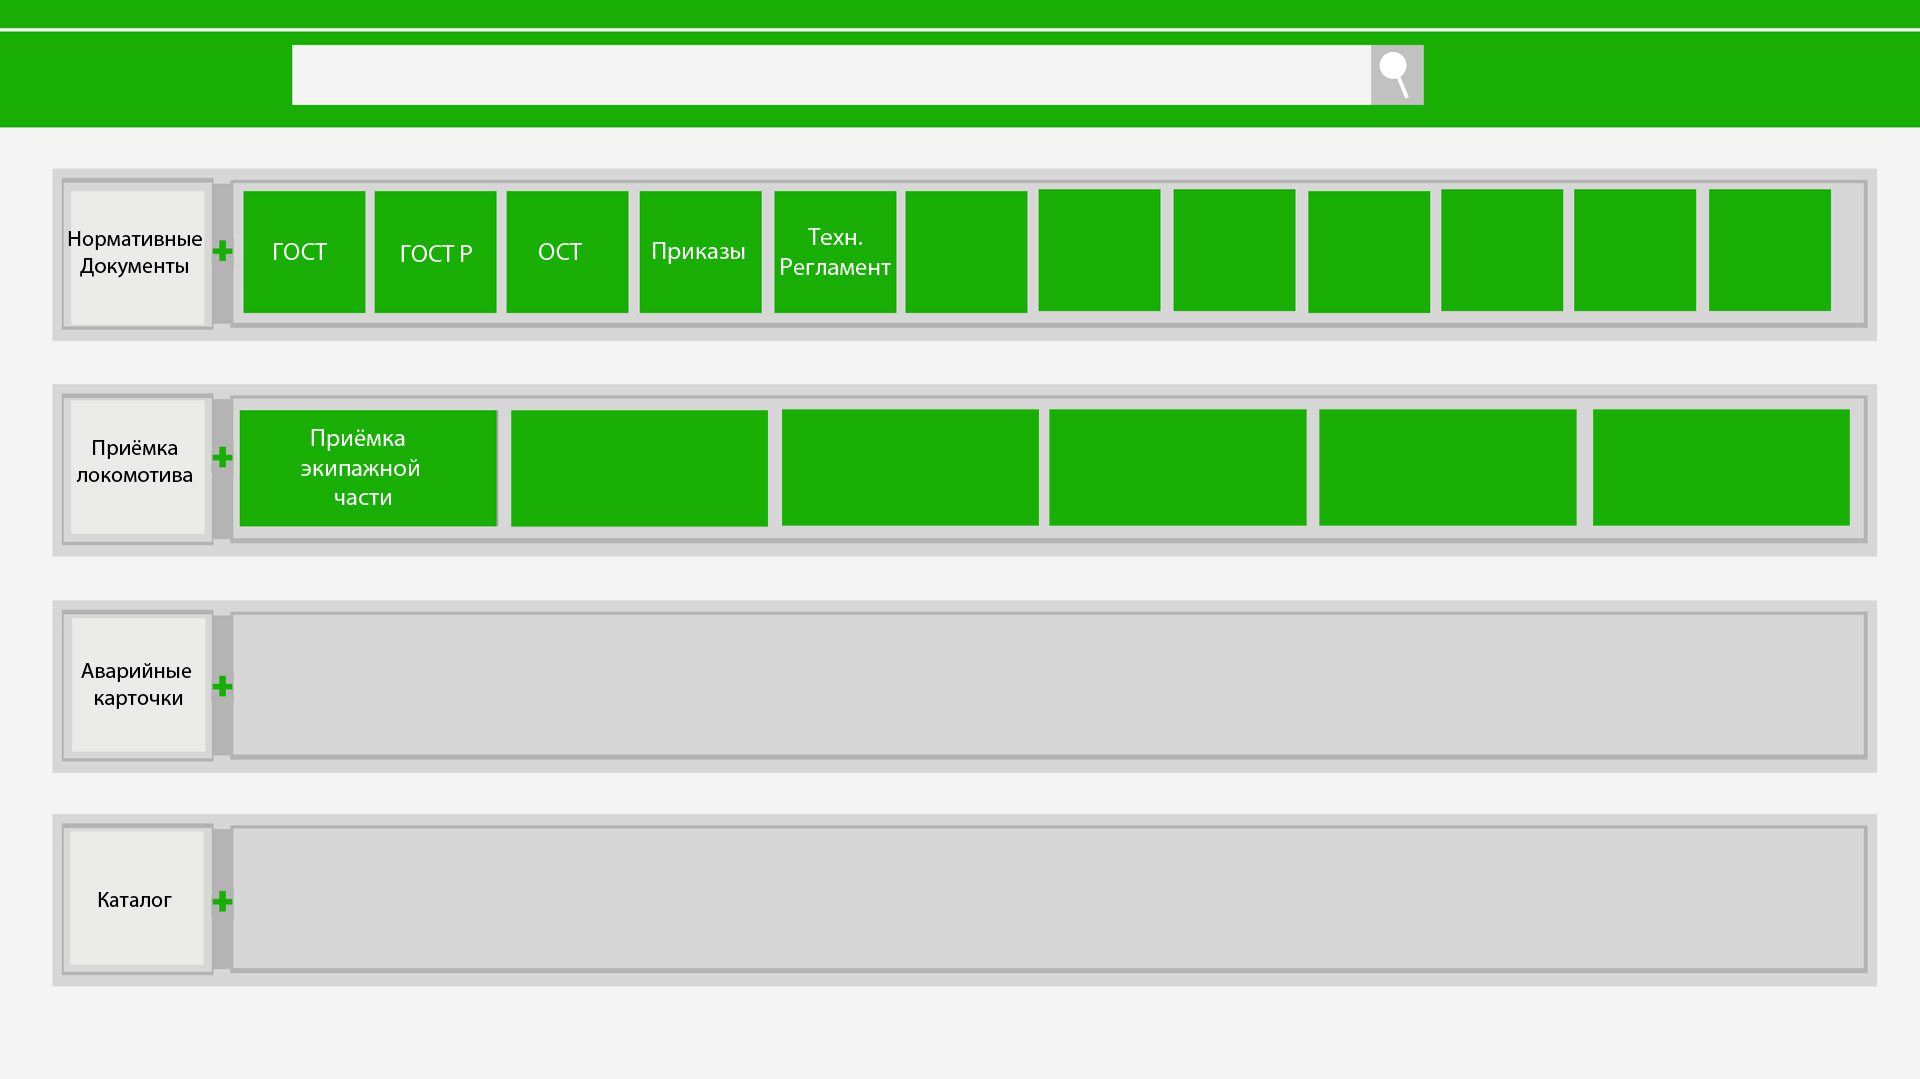 Нормативные
Документы
ГОСТ
ГОСТ Р
ОСТ
Приказы
Техн.
Регламент
Приёмка
локомотива
Приёмка
экипажной
части
Аварийные
карточки
Каталог